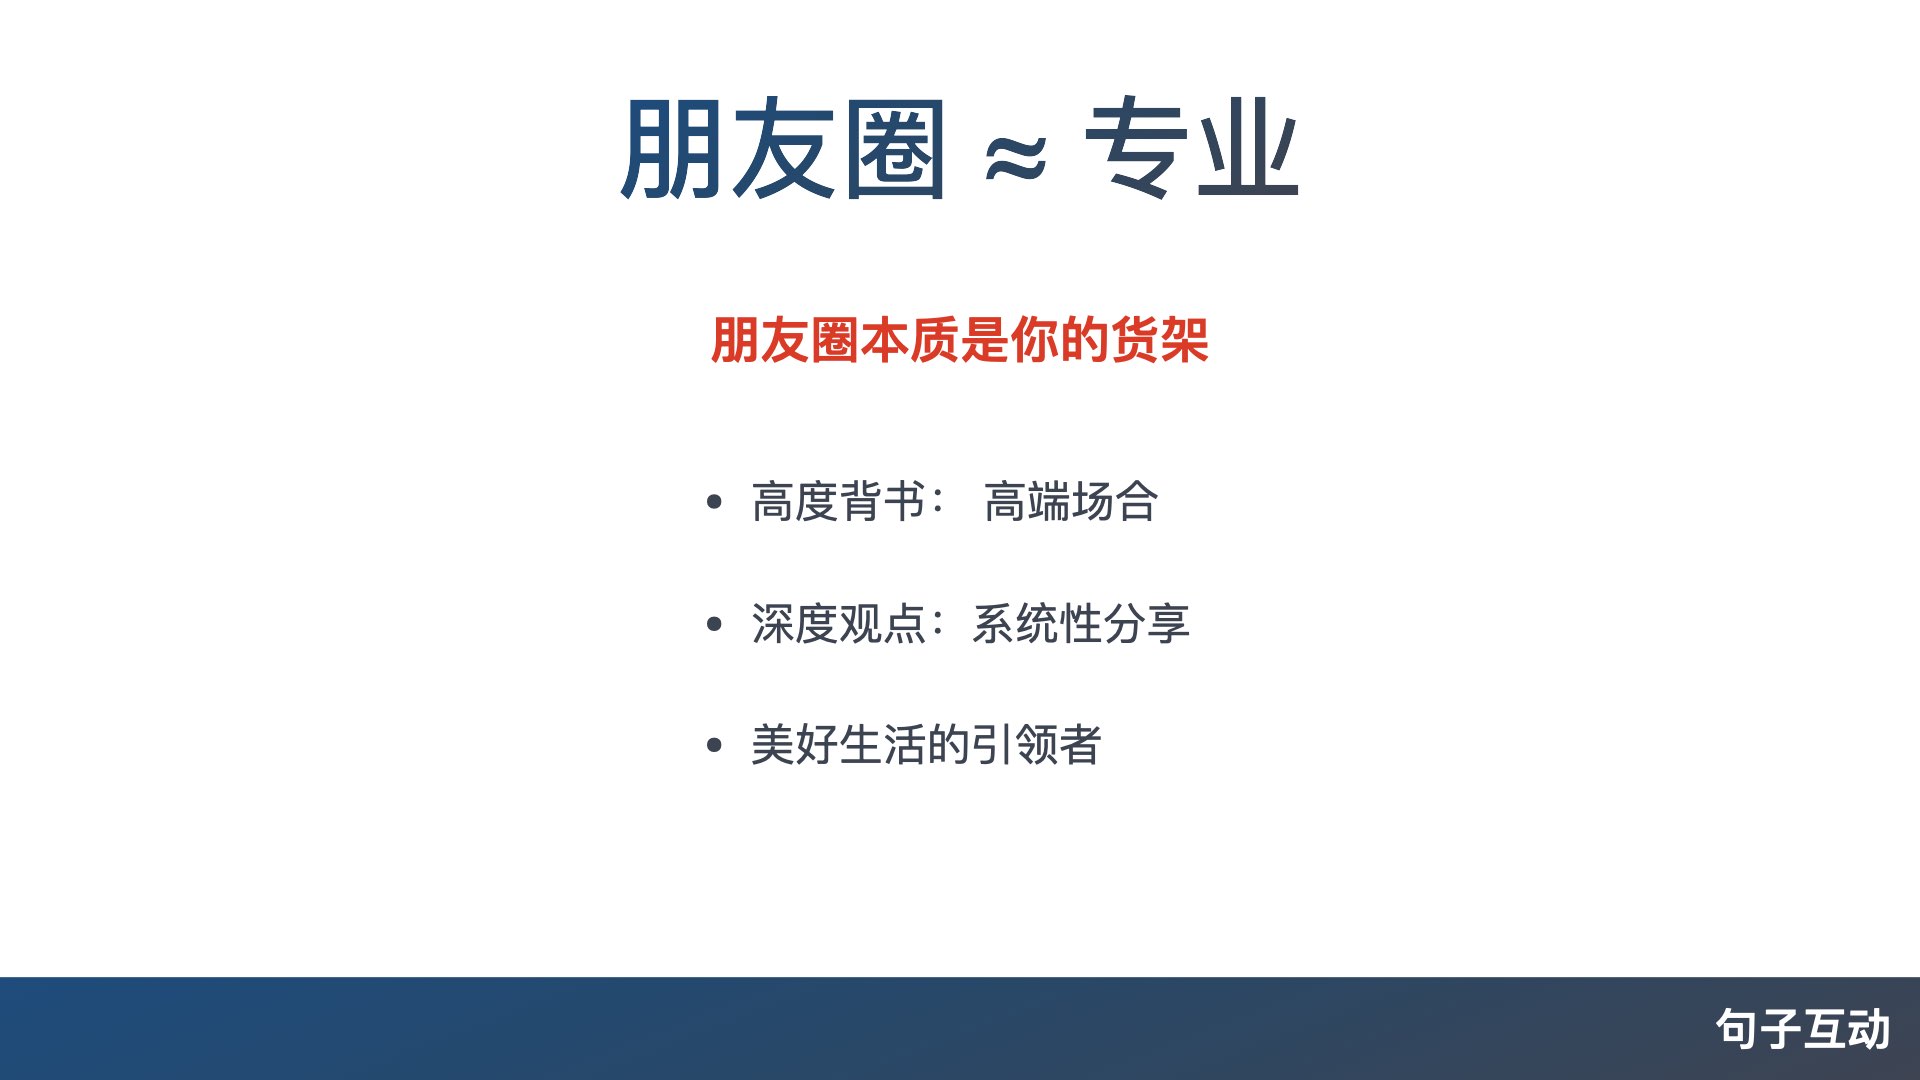 朋友圈 ≈ 专业
朋友圈本质是你的货架
• 高度背书： 高端场合
• 深度观点：系统性分享
• 美好生活的引领者
句子互动